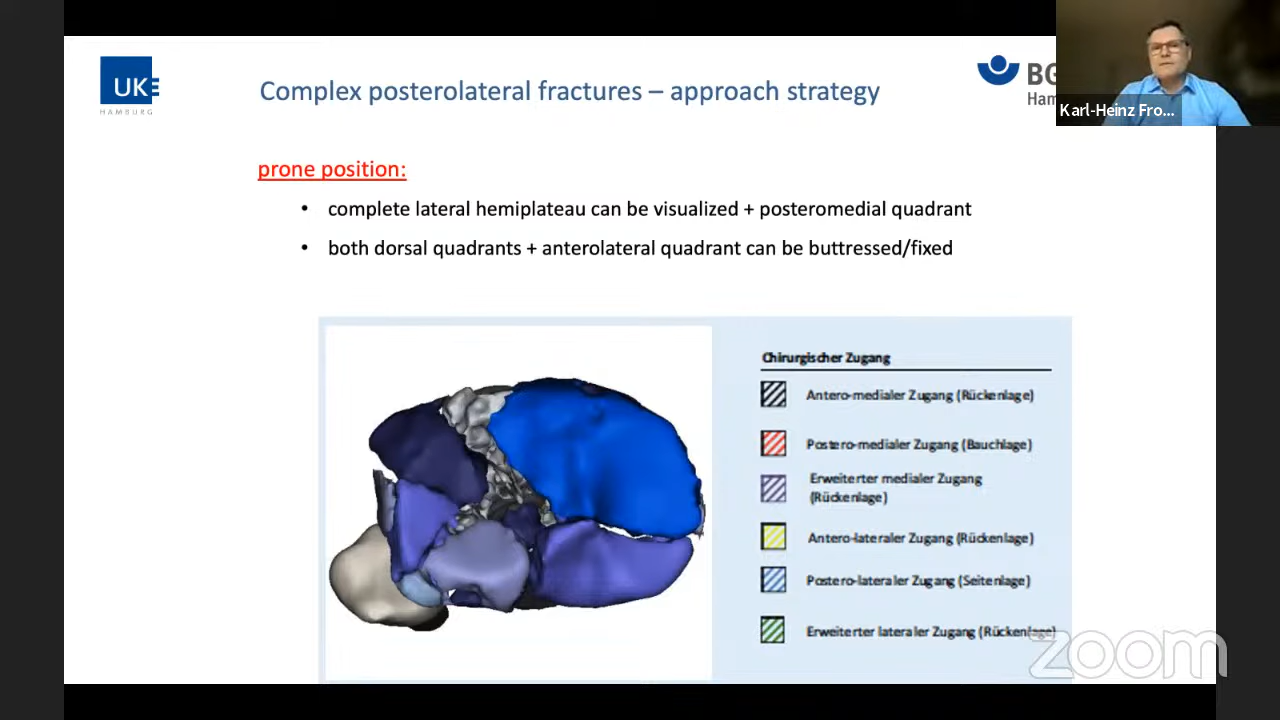 UKE
HAMBURG
Complex posterolateral fractures – approach strategy
BG
Ham
Karl-Heinz Fro...
prone position:
• complete lateral hemiplateau can be visualized + posteromedial quadrant
• both dorsal quadrants + anterolateral quadrant can be buttressed/fixed
Chirurgischer Zugang
Antero-medialer Zugang (Rückenlage)
Postero-medialer Zugang (Bauchlage)
Erweiterter medialer Zugang
(Rückenlage)
Antero-lateraler Zugang (Rückenlage)
Postero-lateraler Zugang (Seitenlage)
Erweiterter lateraler Zugang (Rückenlage)
zoom